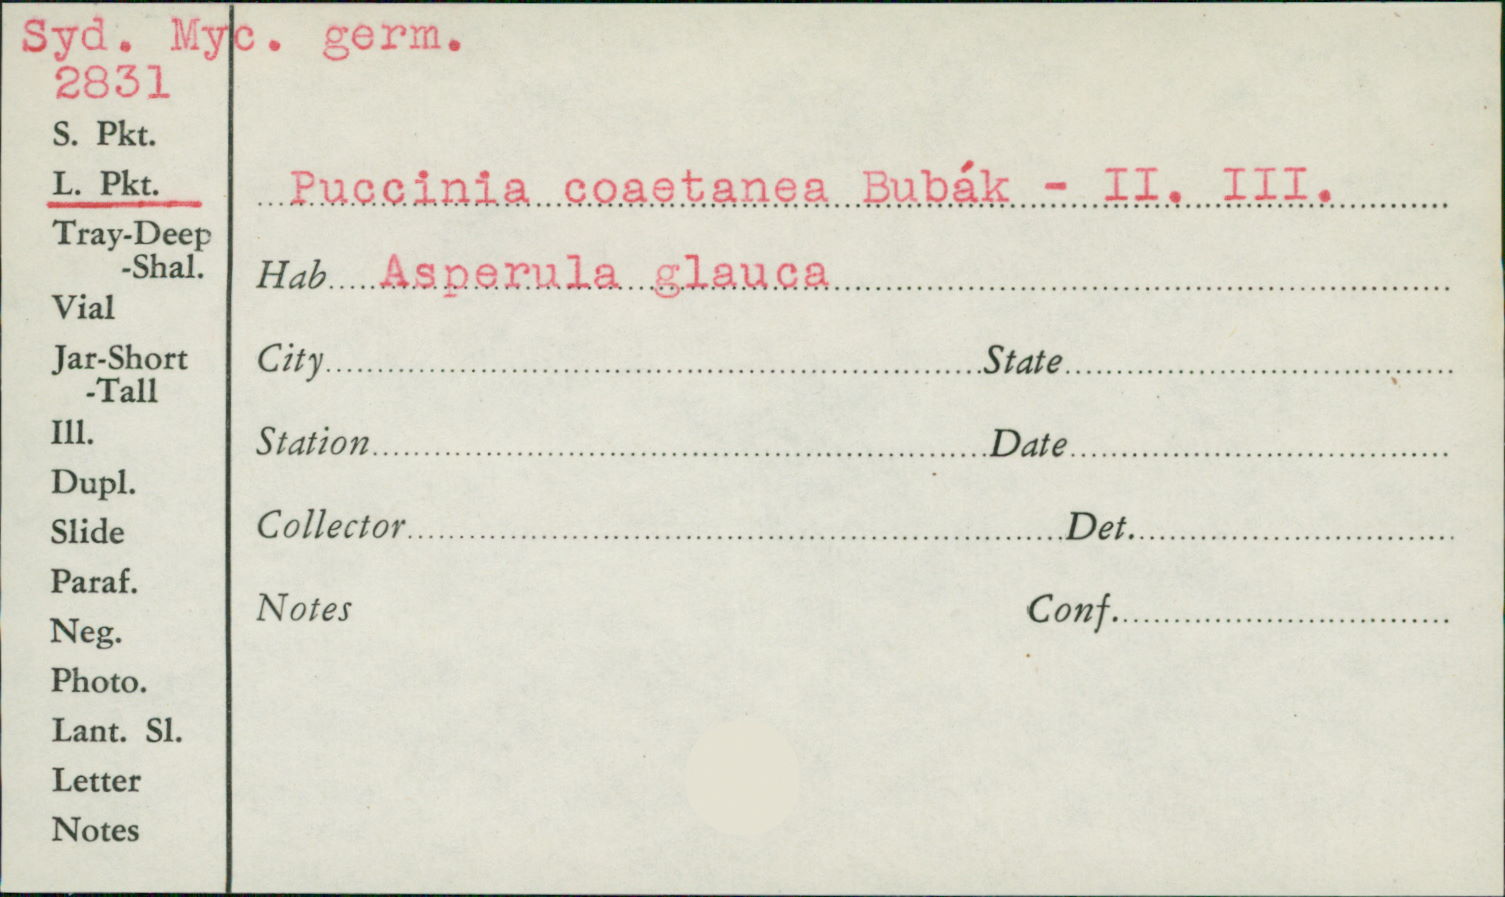 Syd. Myc. germ.
2831
S. Pkt.
L. Pkt.
Tray-Deep
-Shal.
Vial
Jar-Short
-Tall
Ill.
Dupl.
Slide
Paraf.
Neg.
Photo.
Lant. Sl.
Letter
Notes
Puccinia coaetanea Bubák - II. III.
Hab. Asperula glauca
City State
Station Date
Collector Det.
Notes Conf.